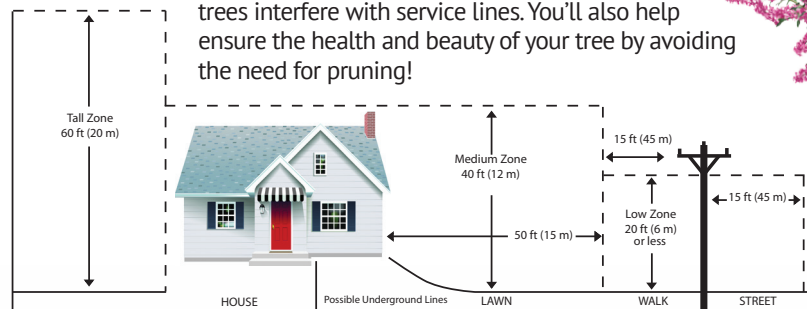 trees interfere with service lines. You’ll also help
ensure the health and beauty of your tree by avoiding
the need for pruning!
Tall Zone
60 ft (20 m)
Medium Zone
40 ft (12 m)
15 ft (45 m)
Low Zone
20 ft (6 m)
or less
15 ft (45 m)
50 ft (15 m)
HOUSE
Possible Underground Lines
LAWN
WALK
STREET